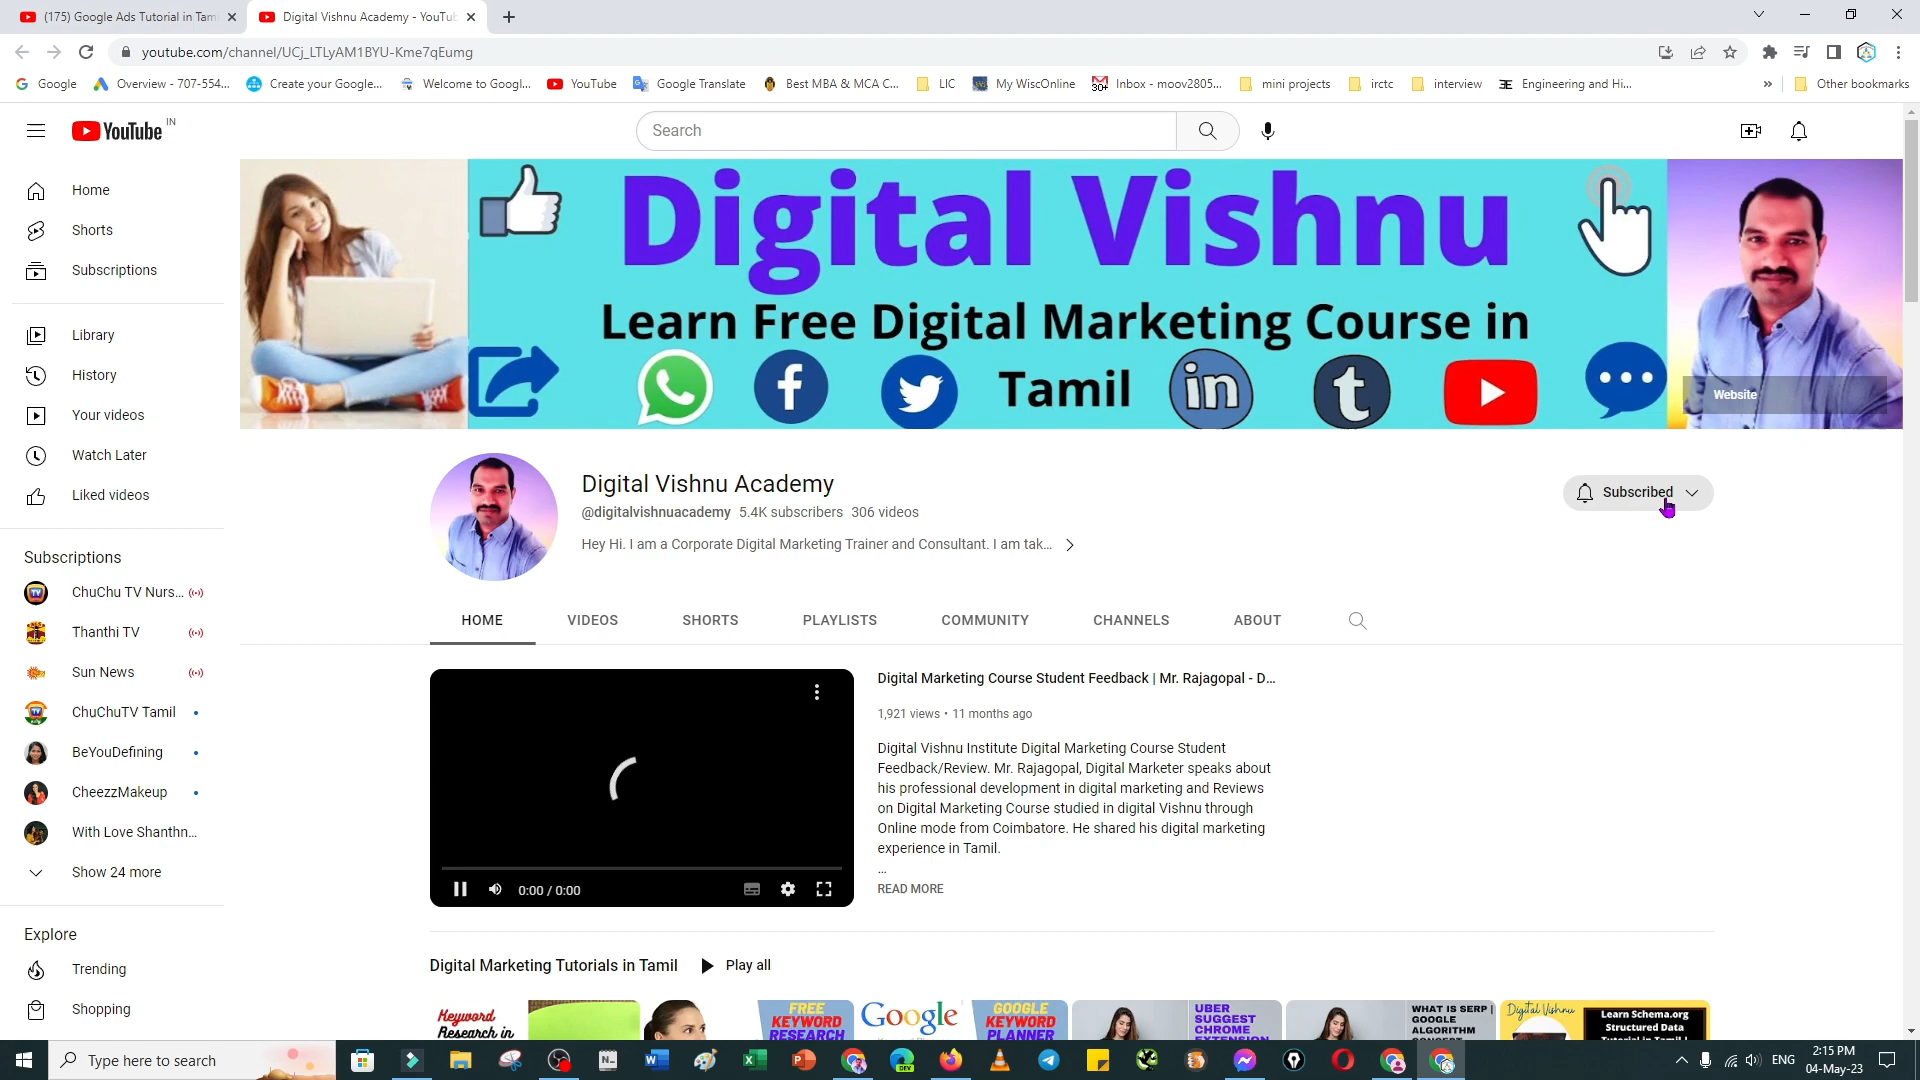 (175) Google Ads Tutorial in Tam
Digital Vishnu Academy - YouTu
youtube.com/channel/UCj_LTLyAM1BYU-Kme7qEumg
Google
Overview - 707-554...
Create your Google...
Welcome to Googl...
YouTube
Google Translate
Best MBA & MCA C...
LIC
My WiscOnline
Inbox - moov2805...
mini projects
irctc
interview
Engineering and Hi...
Other bookmarks
YouTube IN
Search
Home
Shorts
Subscriptions
Library
History
Your videos
Watch Later
Liked videos
Subscriptions
ChuChu TV Nurs...
Thanthi TV
Sun News
ChuChuTV Tamil
BeYouDefining
CheezzMakeup
With Love Shanthn...
Show 24 more
Explore
Trending
Shopping
Digital Vishnu
Learn Free Digital Marketing Course in
Tamil
Website
Digital Vishnu Academy
@digitalvishnuacademy 5.4K subscribers 306 videos
Hey Hi. I am a Corporate Digital Marketing Trainer and Consultant. I am tak...
Subscribed
HOME
VIDEOS
SHORTS
PLAYLISTS
COMMUNITY
CHANNELS
ABOUT
0:00 / 0:00
Digital Marketing Course Student Feedback | Mr. Rajagopal - D...
1,921 views • 11 months ago
Digital Vishnu Institute Digital Marketing Course Student
Feedback/Review. Mr. Rajagopal, Digital Marketer speaks about
his professional development in digital marketing and Reviews
on Digital Marketing Course studied in digital Vishnu through
Online mode from Coimbatore. He shared his digital marketing
experience in Tamil.
...
READ MORE
Digital Marketing Tutorials in Tamil
Play all
Keyword
Research in
FREE
KEYWORD
RESEARCH
Google
GOOGLE
KEYWORD
PLANNER
UBER
SUGGEST
CHROME
EXTENSION
WHAT IS SERP |
GOOGLE
ALGORITHM
Digital Vishnu
Learn Schema.org
Structured Data
Type here to search
ENG
2:15 PM
04-May-23